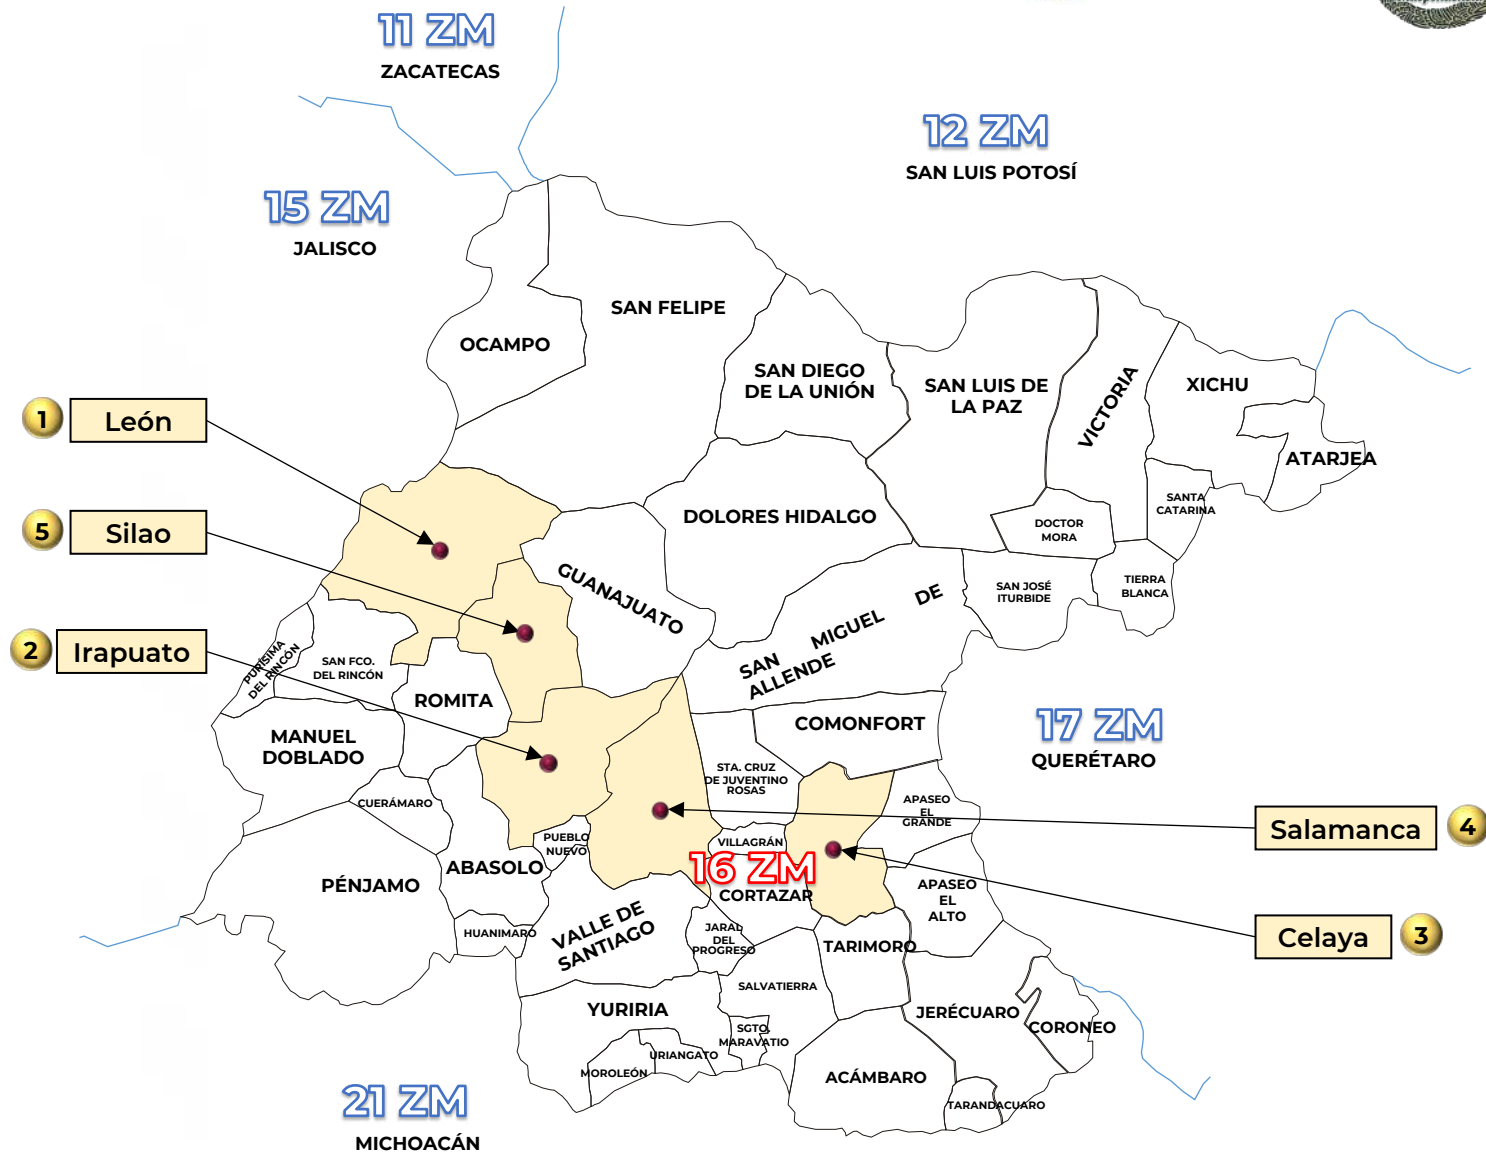 11 ZM
ZACATECAS
12 ZM
SAN LUIS POTOSÍ
15 ZM
JALISCO
SAN FELIPE
OCAMPO
SAN DIEGO
DE LA UNIÓN
SAN LUIS DE
LA PAZ
VICTORIA
XICHU
ATARJEA
1 León
SANTA
CATARINA
DOLORES HIDALGO
DOCTOR
MORA
5 Silao
GUANAJUATO
SAN JOSÉ
ITURBIDE
TIERRA
BLANCA
SAN MIGUEL DE
ALLENDE
2 Irapuato
PURÍSIMA
DEL RINCÓN
SAN FCO.
DEL RINCÓN
ROMITA
COMONFORT
17 ZM
QUERÉTARO
MANUEL
DOBLADO
STA. CRUZ
DE JUVENTINO
ROSAS
CUERÁMARO
APASEO
EL
GRANDE
Salamanca 4
PUEBLO
NUEVO
VILLAGRÁN
16 ZM
ABASOLO
PÉNJAMO
CORTAZAR
APASEO
EL
ALTO
HUANIMARO
VALLE DE
SANTIAGO
JARAL
DEL
PROGRESO
TARIMORO
Celaya 3
SALVATIERRA
YURIRIA
JERÉCUARO
CORONEO
SGTO.
MARAVATIO
URIANGATO
MOROLEÓN
ACÁMBARO
TARANDACUARO
21 ZM
MICHOACÁN